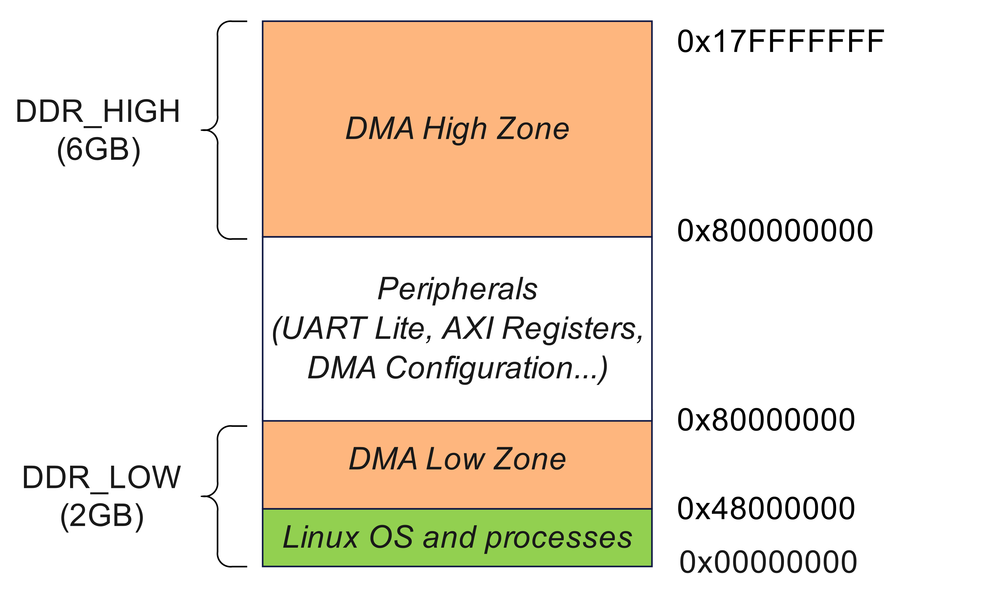 0x17FFFFFFF
DDR_HIGH
(6GB)
DMA High Zone
0x800000000
Peripherals
(UART Lite, AXI Registers,
DMA Configuration...)
0x80000000
DMA Low Zone
DDR_LOW
(2GB)
0x48000000
Linux OS and processes
0x00000000